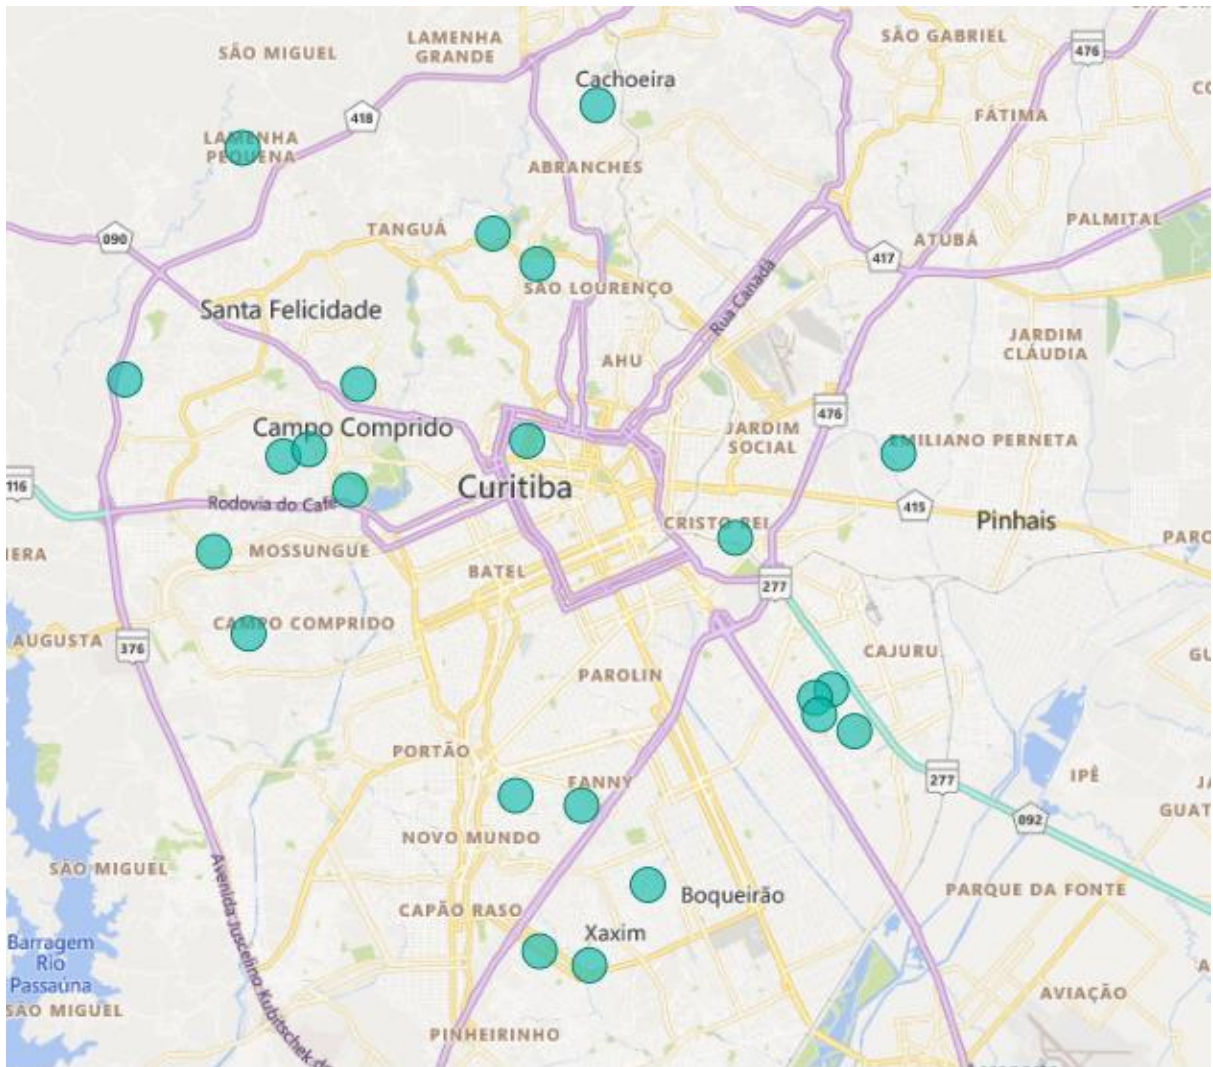 LAMENHA
GRANDE
SÃO MIGUEL
SÃO GABRIEL
476
Cachoeira
418
FÁTIMA
LAMENHA
PEQUENA
ABRANCHES
TANGUÁ
PALMITAL
090
ATUBÁ
417
SÃO LOURENÇO
Santa Felicidade
Rua Canadá
JARDIM
CLÁUDIA
AHU
476
Campo Comprido
JARDIM
SOCIAL
EMILIANO PERNETA
116
Curitiba
Rodovia do Café
415
CRISTO REI
Pinhais
MOSSUNGUE
BATEL
277
CAMPO COMPRIDO
AUGUSTA
376
CAJURU
PAROLIN
PORTÃO
FANNY
277
IPÊ
092
NOVO MUNDO
SÃO MIGUEL
Avenida Juscelino Kubitschek de
Boqueirão
PARQUE DA FONTE
CAPÃO RASO
Xaxim
Barragem
Rio
Passaúna
SÃO MIGUEL
AVIAÇÃO
PINHEIRINHO